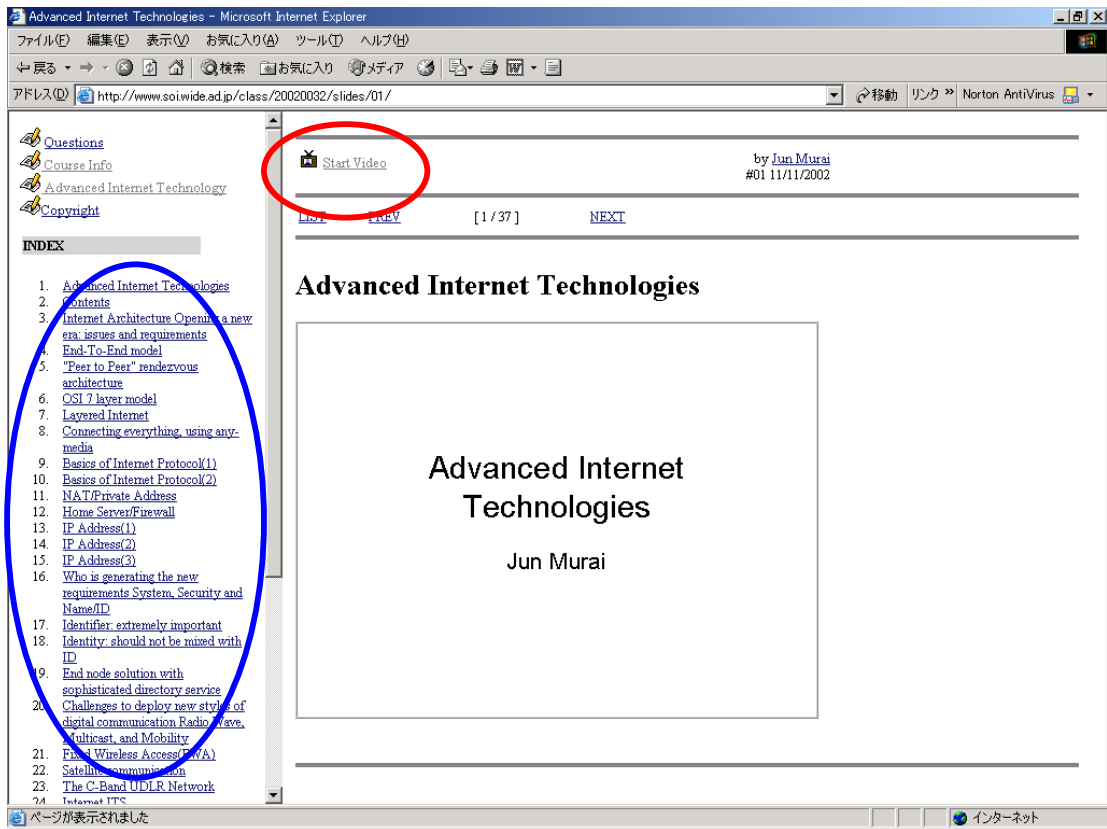 Advanced Internet Technologies - Microsoft Internet Explorer
ファイル(F) 編集(E) 表示(V) お気に入り(A) ツール(T) ヘルプ(H)
戻る 検索 お気に入り メディア
アドレス(D) http://www.soi.wide.ad.jp/class/20020032/slides/01/ 移動 リンク » Norton AntiVirus
Questions
Course Info
Advanced Internet Technology
Copyright
INDEX
1. Advanced Internet Technologies
2. Contents
3. Internet Architecture Opening a new
era: issues and requirements
4. End-To-End model
5. "Peer to Peer" rendezvous
architecture
6. OSI 7 layer model
7. Layered Internet
8. Connecting everything, using any-
media
9. Basics of Internet Protocol(1)
10. Basics of Internet Protocol(2)
11. NAT/Private Address
12. Home Server/Firewall
13. IP Address(1)
14. IP Address(2)
15. IP Address(3)
16. Who is generating the new
requirements System, Security and
Name/ID
17. Identifier: extremely important
18. Identity: should not be mixed with
ID
19. End node solution with
sophisticated directory service
20. Challenges to deploy new styles of
digital communication Radio Wave,
Multicast, and Mobility
21. Fixed Wireless Access(FWA)
22. Satellite communication
23. The C-Band UDLR Network
24. Internet ITS
Start Video
by Jun Murai
#01 11/11/2002
LIST PREV [ 1 / 37 ] NEXT
Advanced Internet Technologies
Advanced Internet
Technologies
Jun Murai
ページが表示されました インターネット